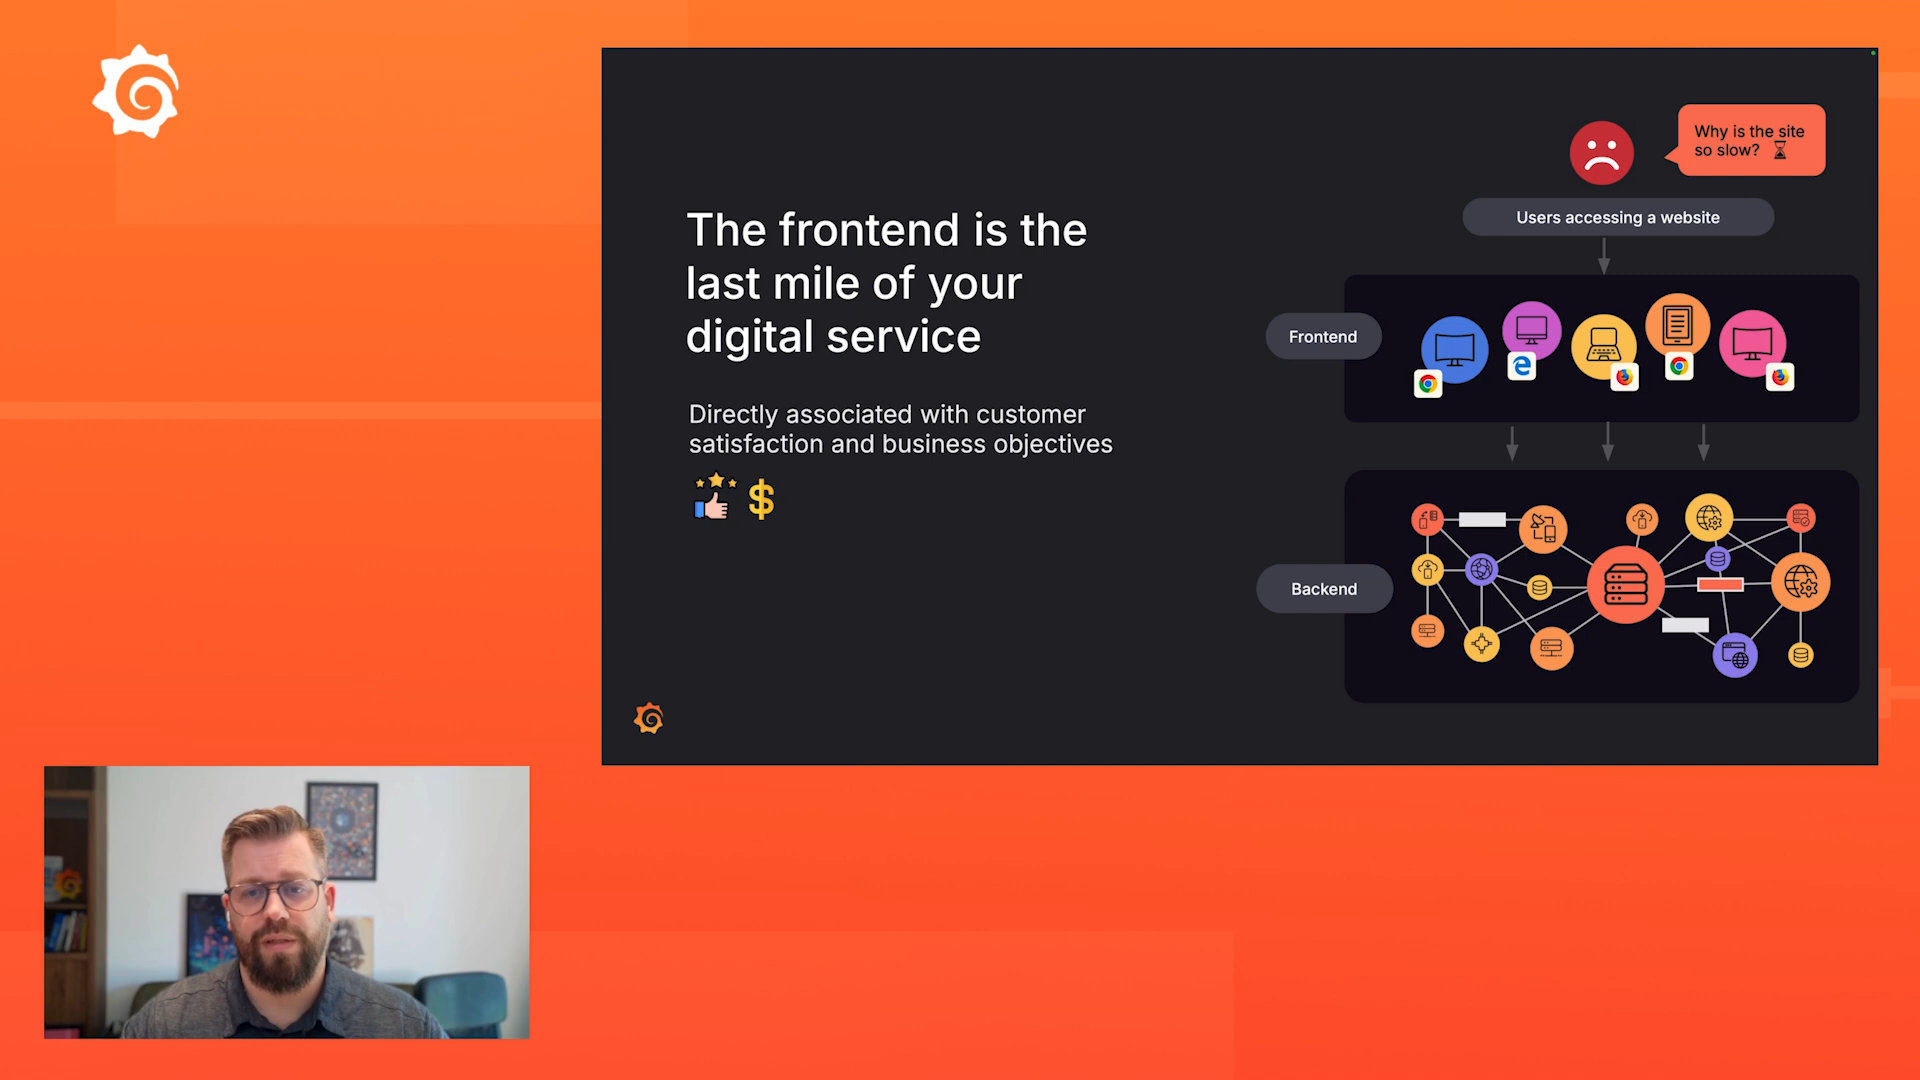 The frontend is the
last mile of your
digital service
Directly associated with customer
satisfaction and business objectives
Why is the site
so slow?
Users accessing a website
Frontend
Backend